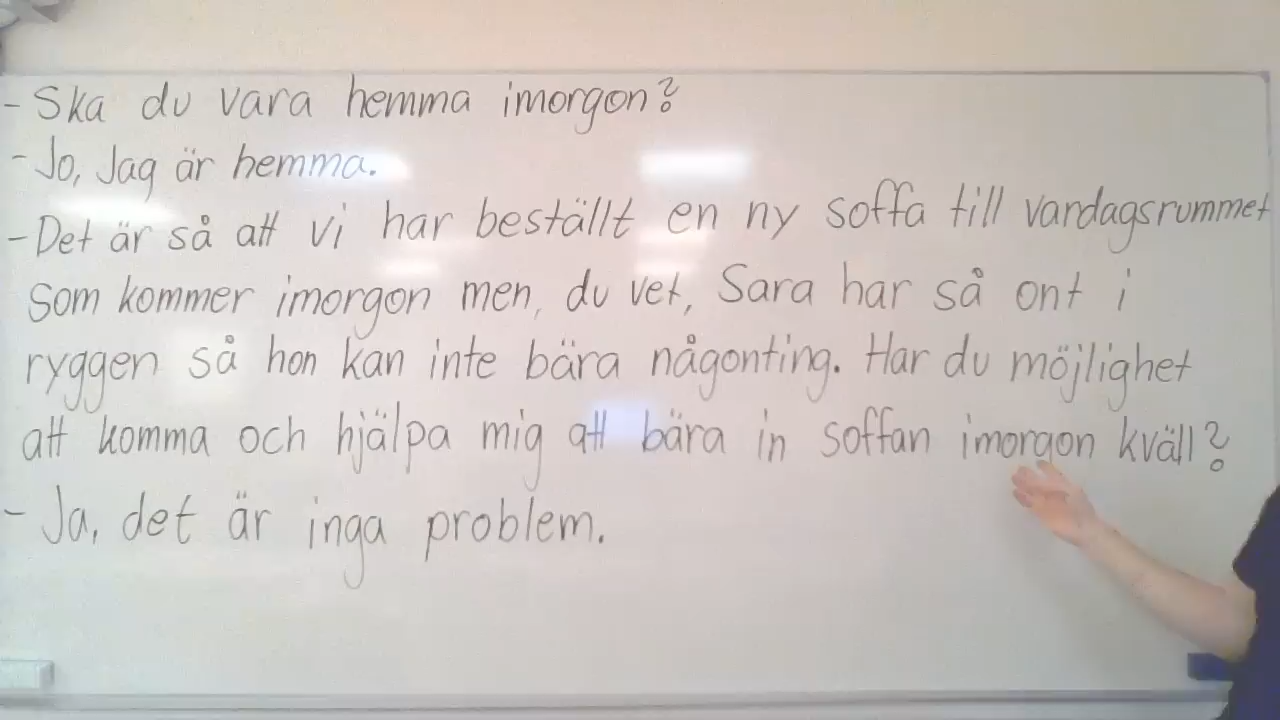 - Ska du vara hemma imorgon?
- Jo, Jag är hemma.
- Det är så att vi har beställt en ny soffa till vardagsrummet
Som kommer imorgon men, du vet, Sara har så ont i
ryggen så hon kan inte bära någonting. Har du möjlighet
att komma och hjälpa mig att bära in soffan imorgon kväll?
- Ja, det är inga problem.